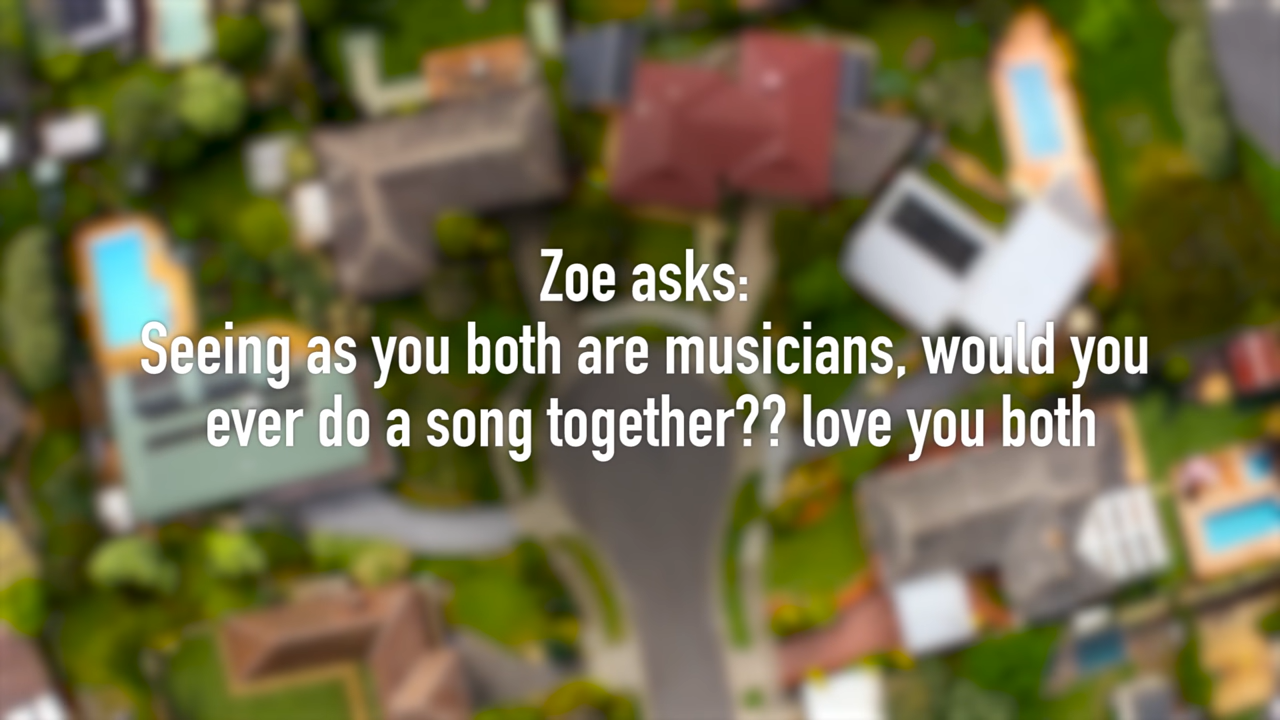 Zoe asks:
Seeing as you both are musicians, would you
ever do a song together?? love you both